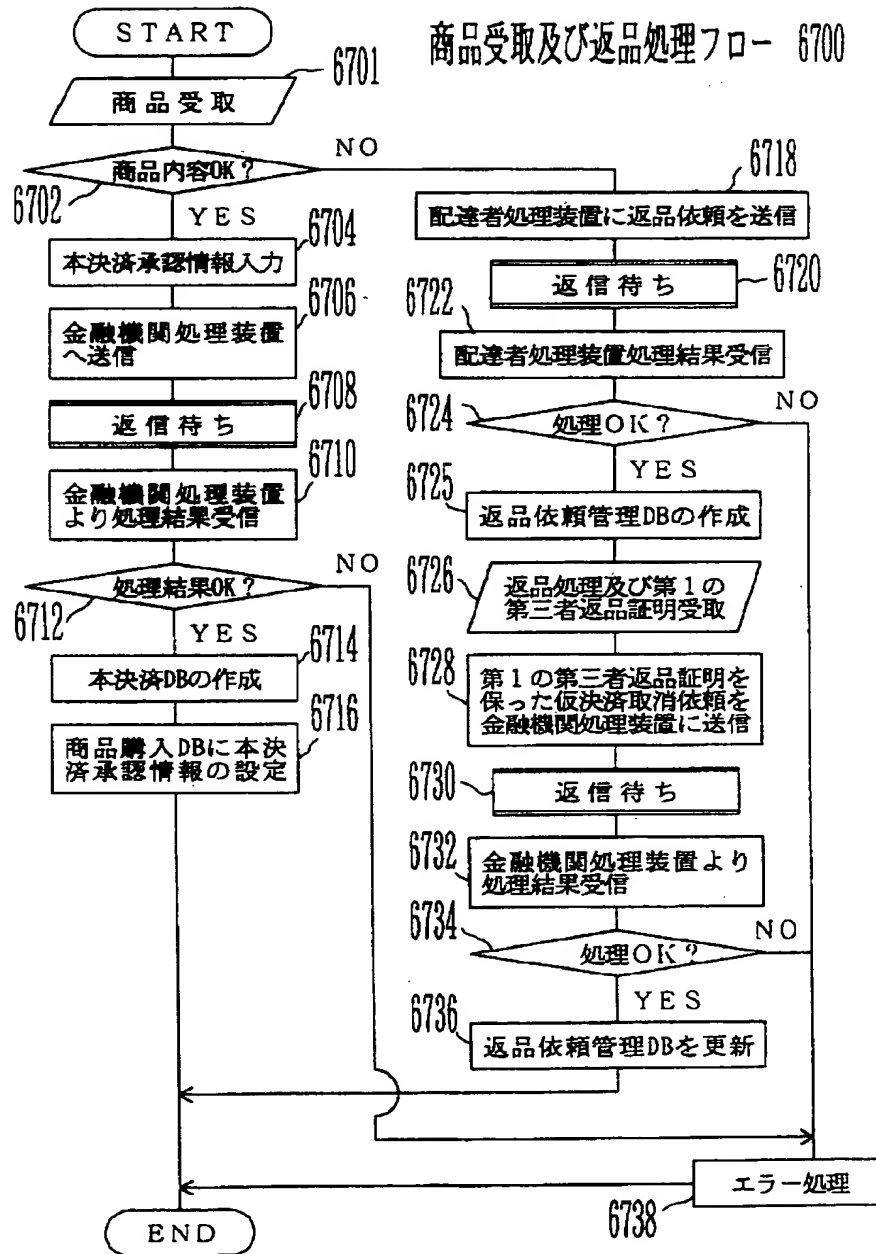 商品受取及び返品処理フロー 6700
START
6701
商品受取
商品内容OK?
NO
6702
YES
6704
本決済承認情報入力
6706
金融機関処理装置
へ送信
6708
返信待ち
6710
金融機関処理装置
より処理結果受信
処理結果OK?
NO
6712
YES
6714
本決済DBの作成
6716
商品購入DBに本決
済承認情報の設定
6718
配達者処理装置に返品依頼を送信
6720
返信待ち
6722
配達者処理装置処理結果受信
6724
処理OK?
NO
YES
6725
返品依頼管理DBの作成
6726
返品処理及び第1の
第三者返品証明受取
6728
第1の第三者返品証明を
保った仮決済取消依頼を
金融機関処理装置に送信
6730
返信待ち
6732
金融機関処理装置より
処理結果受信
6734
処理OK?
NO
YES
6736
返品依頼管理DBを更新
エラー処理
6738
END